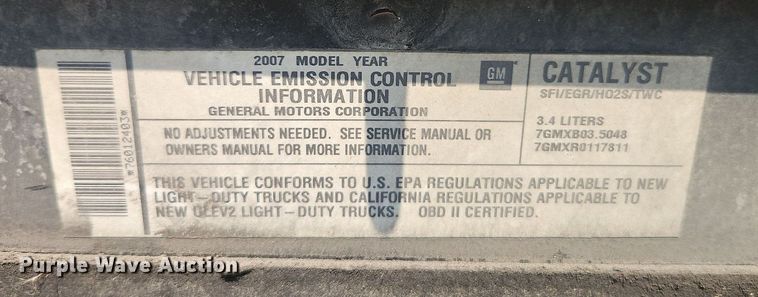 2007 MODEL YEAR
VEHICLE EMISSION CONTROL
INFORMATION
GENERAL MOTORS CORPORATION
GM
CATALYST
SFI/EGR/HO2S/TWC
NO ADJUSTMENTS NEEDED. SEE SERVICE MANUAL OR
OWNERS MANUAL FOR MORE INFORMATION.
3.4 LITERS
7GMXB03.5048
7GMXR0117811
THIS VEHICLE CONFORMS TO U.S. EPA REGULATIONS APPLICABLE TO NEW
LIGHT-DUTY TRUCKS AND CALIFORNIA REGULATIONS APPLICABLE TO
NEW OLEV2 LIGHT-DUTY TRUCKS. OBD II CERTIFIED.
*76012403*
Purple Wave Auction